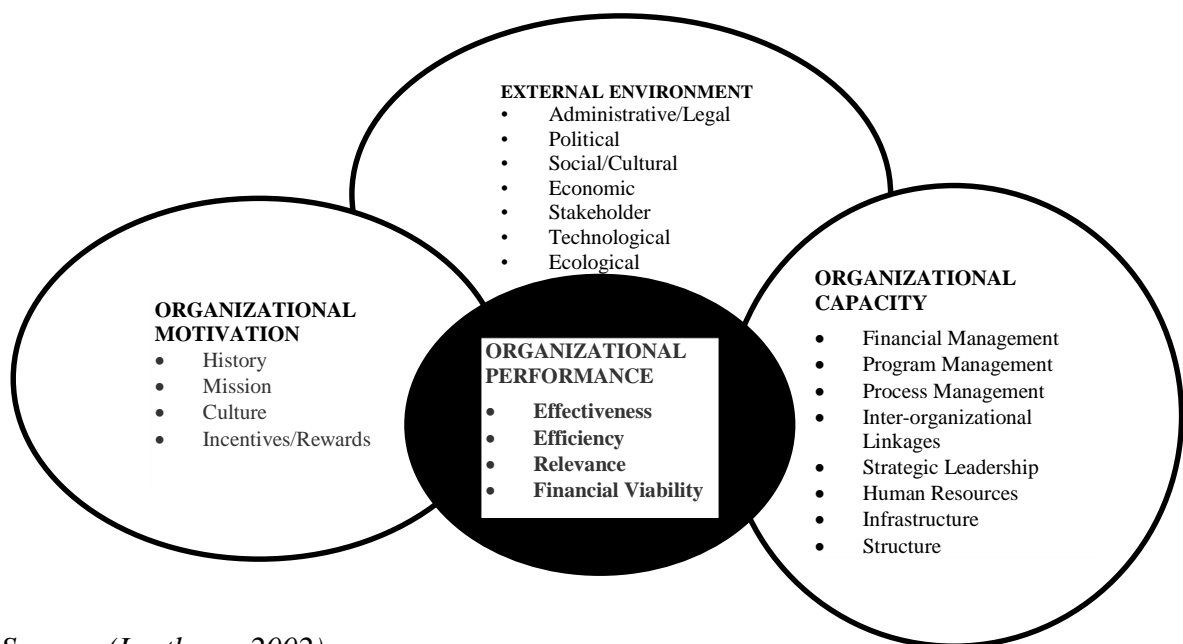 EXTERNAL ENVIRONMENT
• Administrative/Legal
• Political
• Social/Cultural
• Economic
• Stakeholder
• Technological
• Ecological
ORGANIZATIONAL
MOTIVATION
• History
• Mission
• Culture
• Incentives/Rewards
ORGANIZATIONAL
PERFORMANCE
• Effectiveness
• Efficiency
• Relevance
• Financial Viability
ORGANIZATIONAL
CAPACITY
• Financial Management
• Program Management
• Process Management
• Inter-organizational
Linkages
• Strategic Leadership
• Human Resources
• Infrastructure
• Structure
2002)